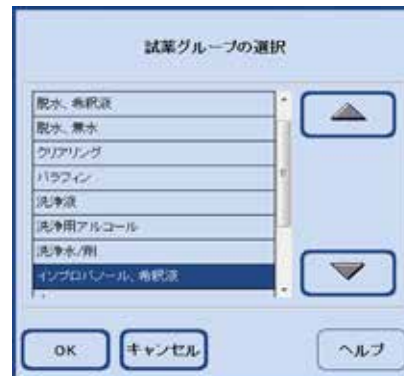 試薬グループの選択
脱水、希釈液
脱水、無水
クリアリング
パラフィン
洗浄液
洗浄用アルコール
洗浄水/剤
イソプロパノール、希釈液
OK
キャンセル
ヘルプ